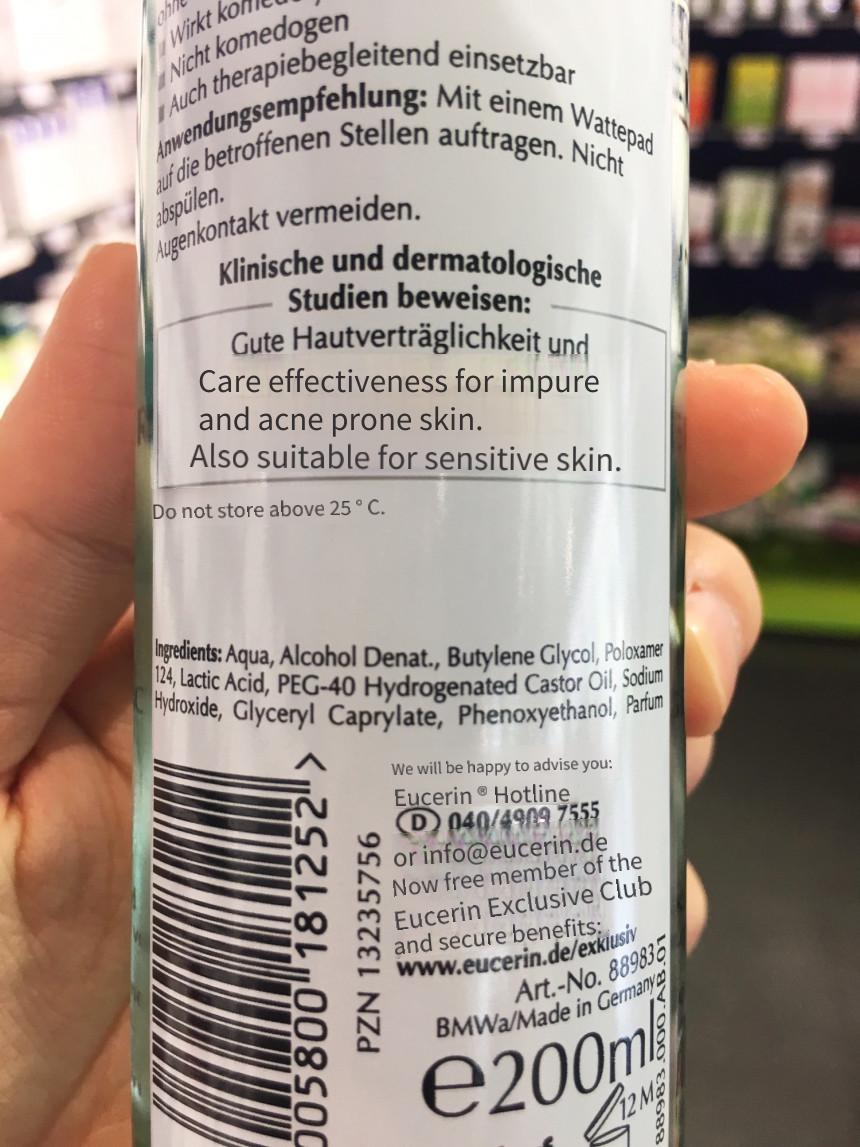 ohne
Wirkt
Nicht komedogen
Auch therapiebegleitend einsetzbar
Anwendungsempfehlung: Mit einem Wattepad
auf die betroffenen Stellen auftragen. Nicht
abspülen.
Augenkontakt vermeiden.
Klinische und dermatologische
Studien beweisen:
Gute Hautverträglichkeit und
Care effectiveness for impure
and acne prone skin.
Also suitable for sensitive skin.
Do not store above 25 ° C.
Ingredients: Aqua, Alcohol Denat., Butylene Glycol, Poloxamer
124, Lactic Acid, PEG-40 Hydrogenated Castor Oil, Sodium
Hydroxide, Glyceryl Caprylate, Phenoxyethanol, Parfum
We will be happy to advise you:
Eucerin ® Hotline
D 040/4909 7555
or info@eucerin.de
Now free member of the
Eucerin Exclusive Club
and secure benefits:
www.eucerin.de/exklusiv
Art.-No. 88983
BMWa/Made in Germany
℮200ml
12 M
88983.000.AB.01
PZN 13235756
005800 181252 >